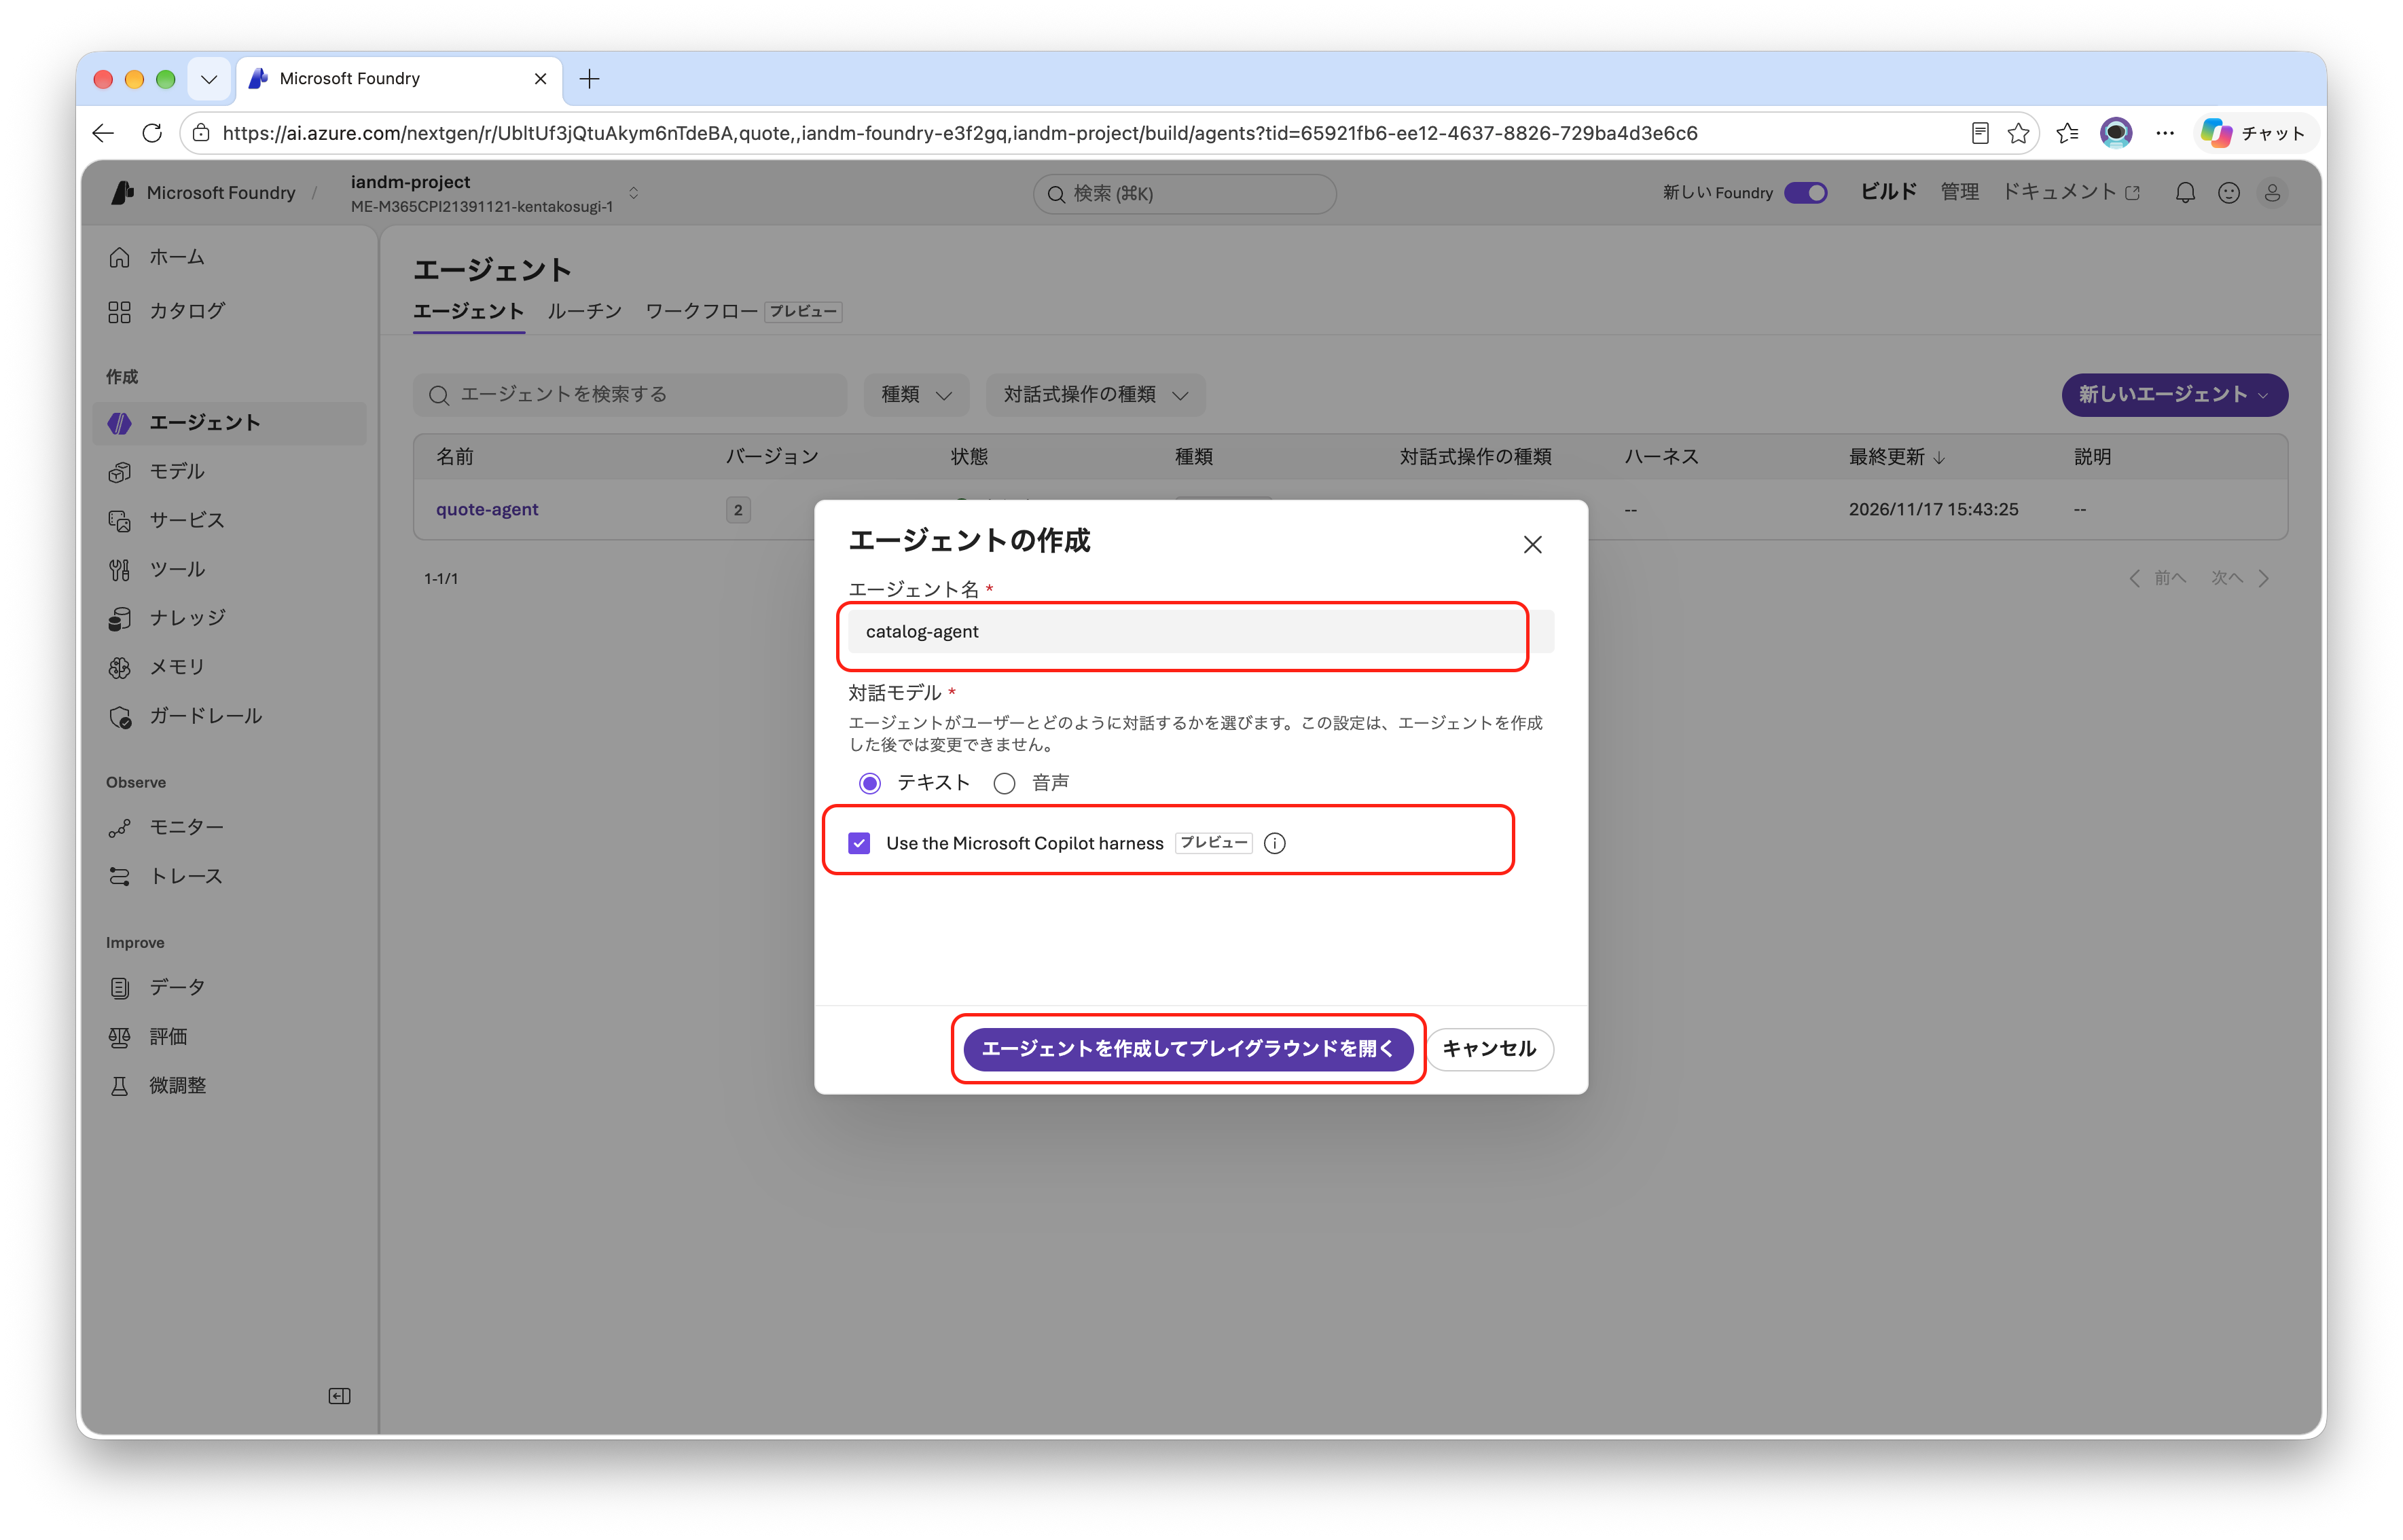 Microsoft Foundry
https://ai.azure.com/nextgen/r/UbltUf3jQtuAkym6nTdeBA,quote,,iandm-foundry-e3f2gq,iandm-project/build/agents?tid=65921fb6-ee12-4637-8826-729ba4d3e6c6
チャット
Microsoft Foundry / iandm-project
ME-M365CPI21391121-kentakosugi-1
検索 (⌘K)
新しい Foundry
ビルド
管理
ドキュメント
ホーム
カタログ
作成
エージェント
モデル
サービス
ツール
ナレッジ
メモリ
ガードレール
Observe
モニター
トレース
Improve
データ
評価
微調整
エージェント
エージェント ルーチン ワークフロー プレビュー
エージェントを検索する 種類 対話式操作の種類 新しいエージェント
名前 バージョン 状態 種類 対話式操作の種類 ハーネス 最終更新 ↓ 説明
quote-agent 2 -- 2026/11/17 15:43:25 --
1-1/1 前へ 次へ
エージェントの作成
エージェント名 *
catalog-agent
対話モデル *
エージェントがユーザーとどのように対話するかを選びます。この設定は、エージェントを作成
した後では変更できません。
テキスト 音声
Use the Microsoft Copilot harness プレビュー
エージェントを作成してプレイグラウンドを開く キャンセル